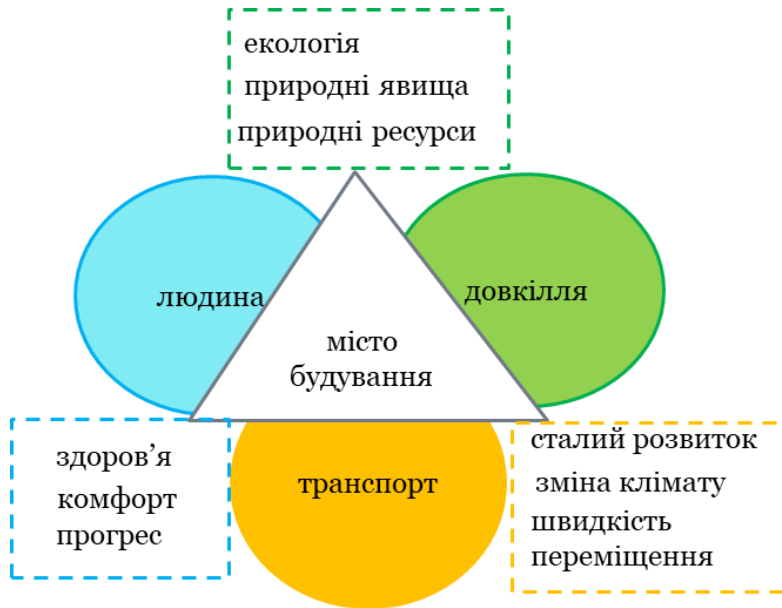 екологія
природні явища
природні ресурси
людина
довкілля
місто
будування
здоров’я
комфорт
прогрес
транспорт
сталий розвиток
зміна клімату
швидкість
переміщення